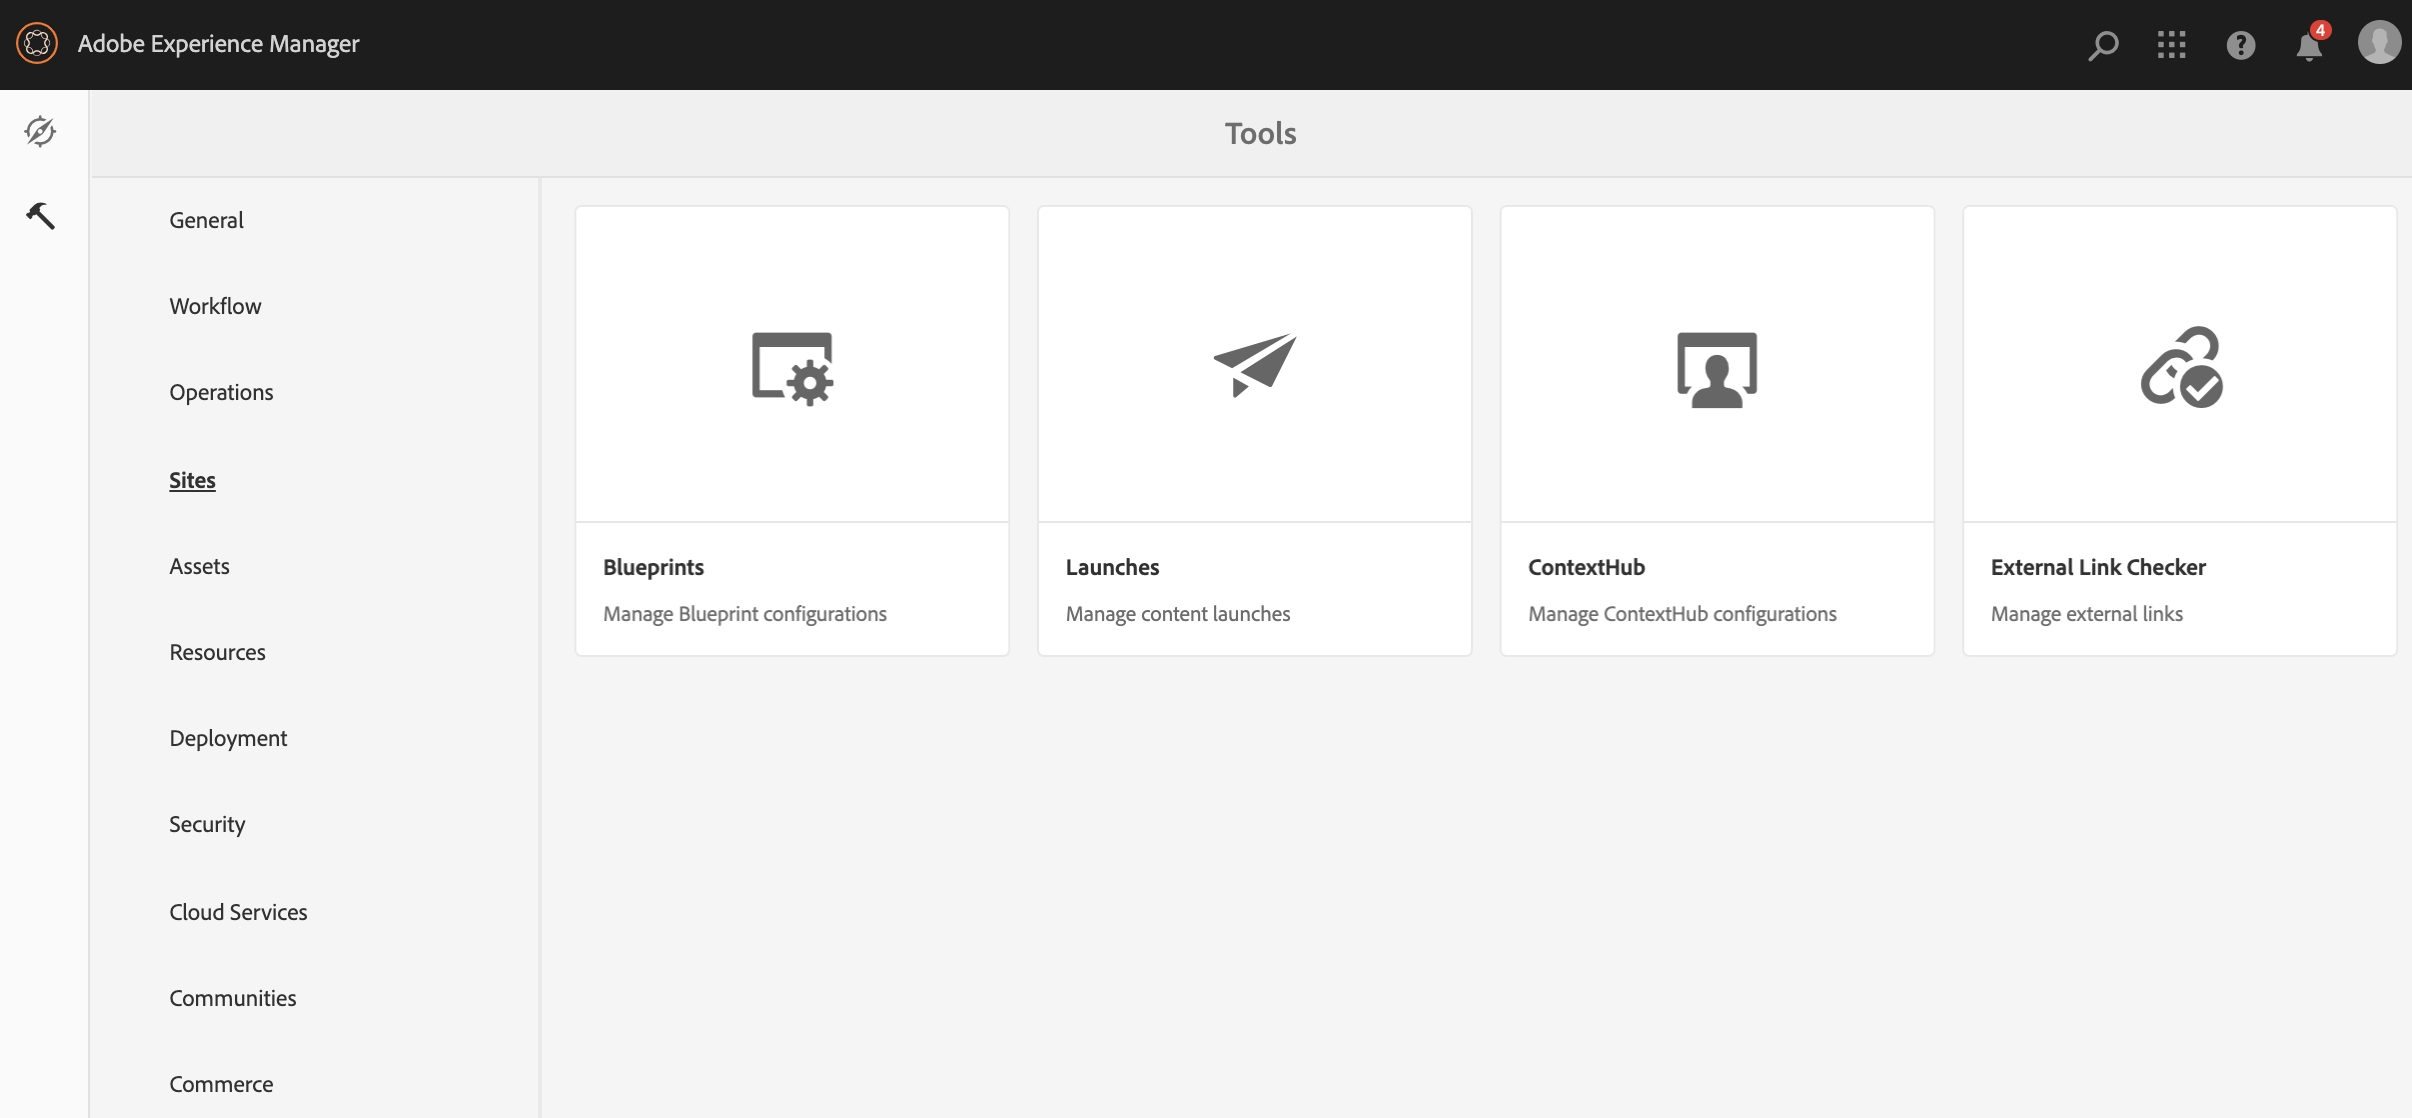 Adobe Experience Manager
4
Tools
General
Workflow
Operations
Sites
Assets
Resources
Deployment
Security
Cloud Services
Communities
Commerce
Blueprints
Manage Blueprint configurations
Launches
Manage content launches
ContextHub
Manage ContextHub configurations
External Link Checker
Manage external links